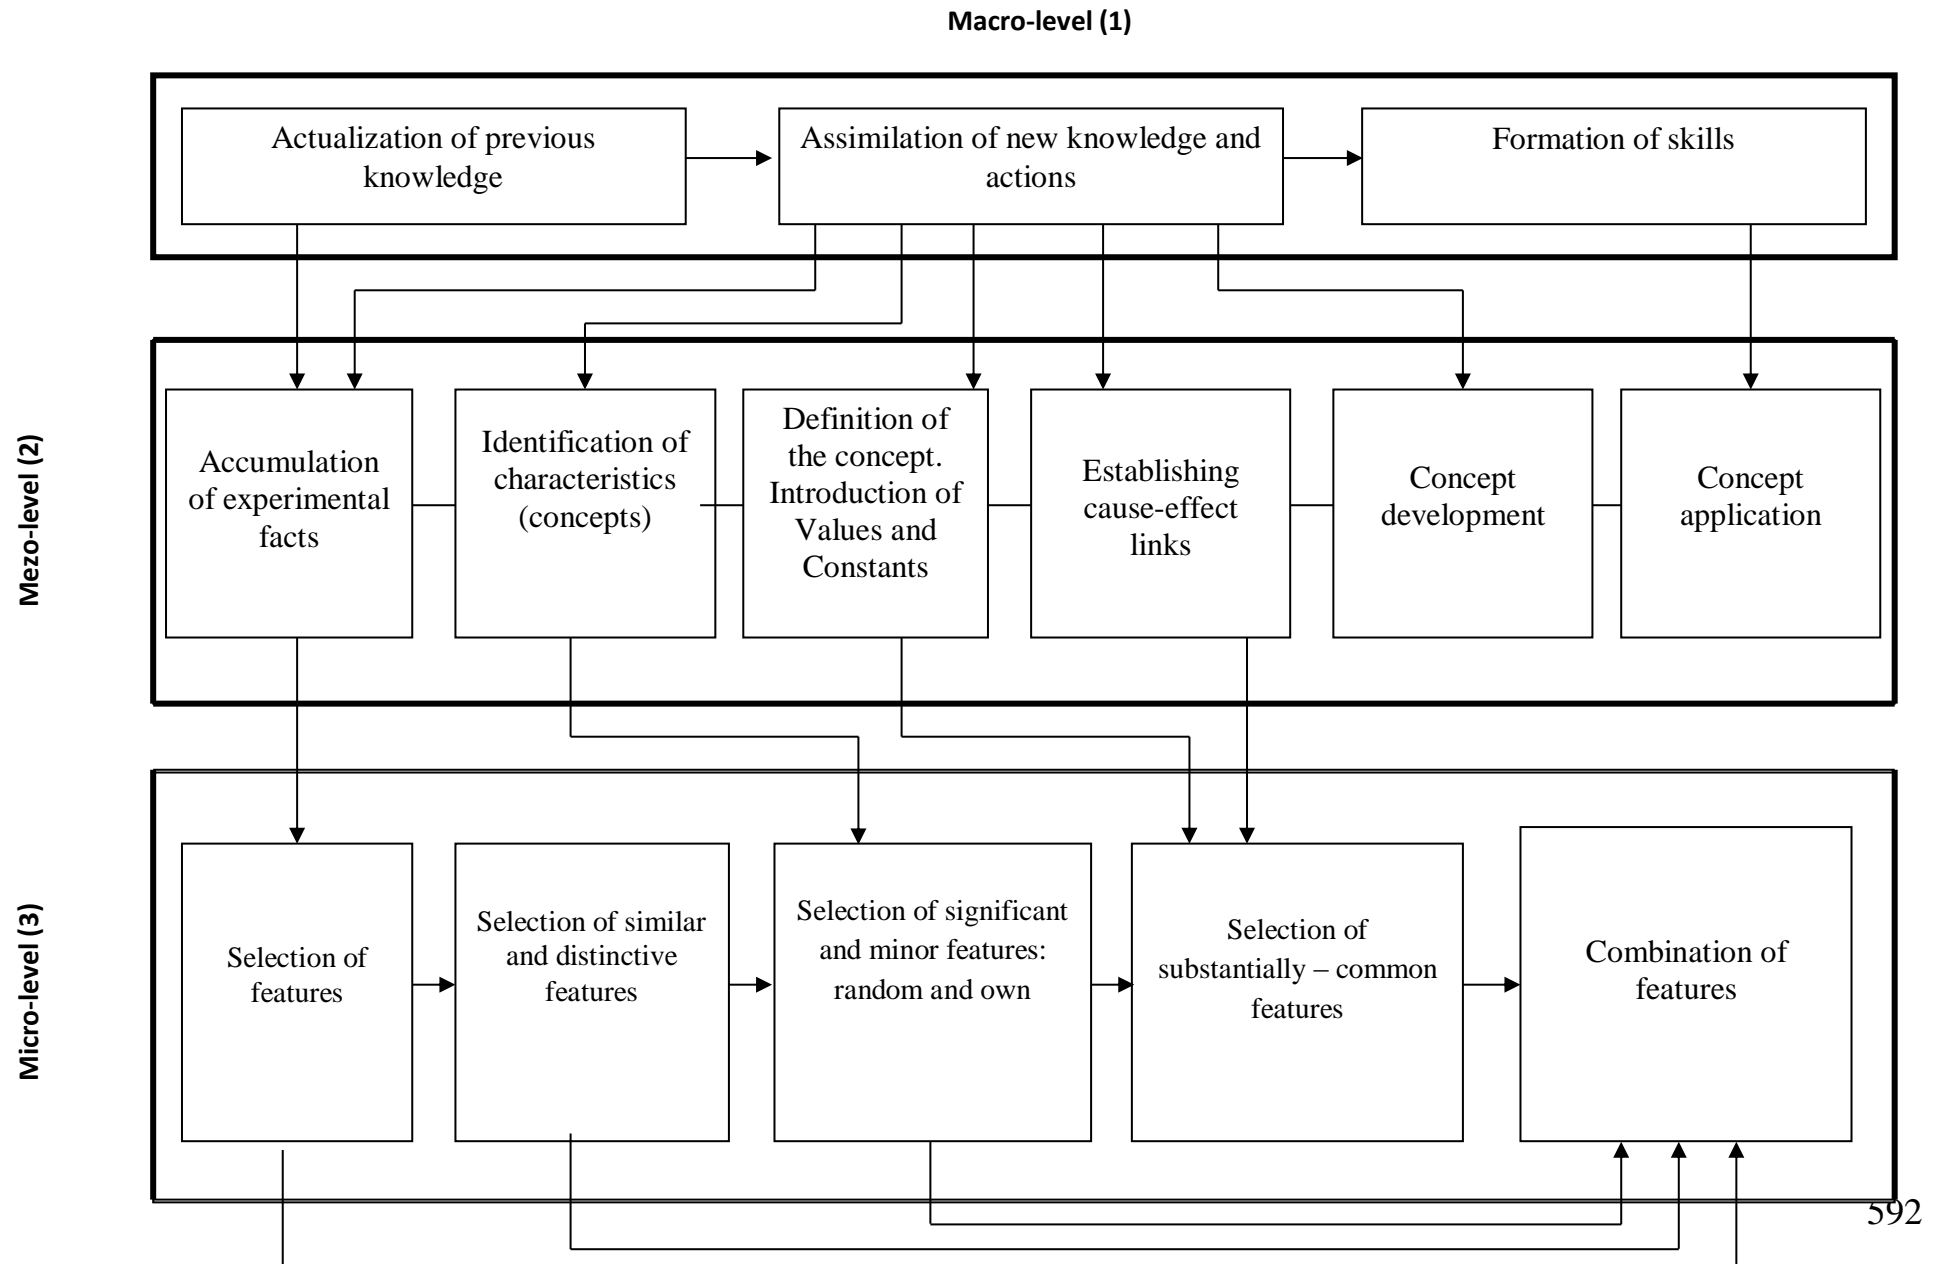 Macro-level (1)
Actualization of previous
knowledge
Assimilation of new knowledge and
actions
Formation of skills
Mezo-level (2)
Accumulation
of experimental
facts
Identification of
characteristics
(concepts)
Definition of
the concept.
Introduction of
Values and
Constants
Establishing
cause-effect
links
Concept
development
Concept
application
Micro-level (3)
Selection of
features
Selection of similar
and distinctive
features
Selection of significant
and minor features:
random and own
Selection of
substantially – common
features
Combination of
features
592